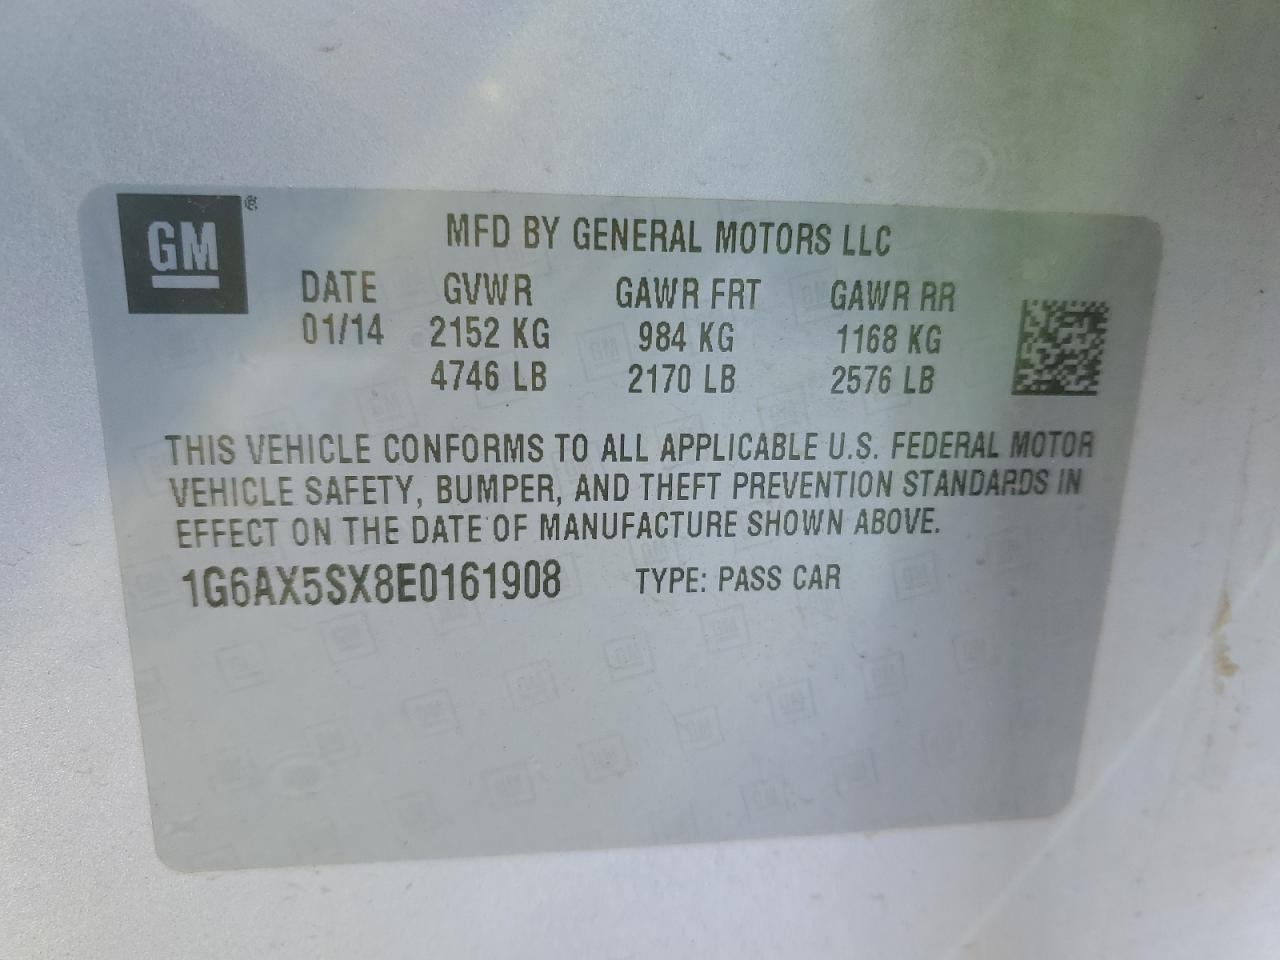 GM®
MFD BY GENERAL MOTORS LLC
DATE GVWR GAWR FRT GAWR RR
01/14 2152 KG 984 KG 1168 KG
4746 LB 2170 LB 2576 LB
THIS VEHICLE CONFORMS TO ALL APPLICABLE U.S. FEDERAL MOTOR
VEHICLE SAFETY, BUMPER, AND THEFT PREVENTION STANDARDS IN
EFFECT ON THE DATE OF MANUFACTURE SHOWN ABOVE.
1G6AX5SX8E0161908 TYPE: PASS CAR